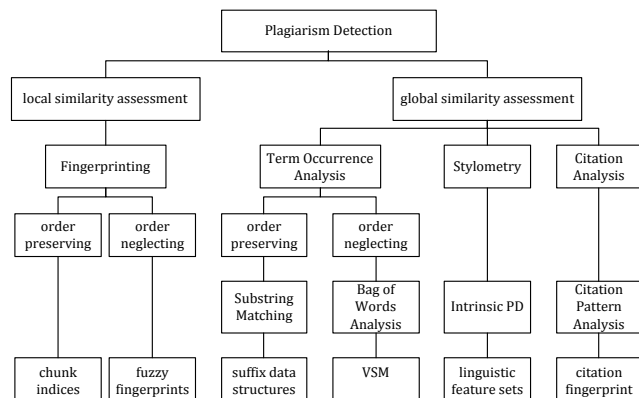 Plagiarism Detection
local similarity assessment
global similarity assessment
Fingerprinting
Term Occurrence
Analysis
Stylometry
Citation
Analysis
order
preserving
order
neglecting
order
preserving
order
neglecting
Substring
Matching
Bag of
Words
Analysis
Intrinsic PD
Citation
Pattern
Analysis
chunk
indices
fuzzy
fingerprints
suffix data
structures
VSM
linguistic
feature sets
citation
fingerprint